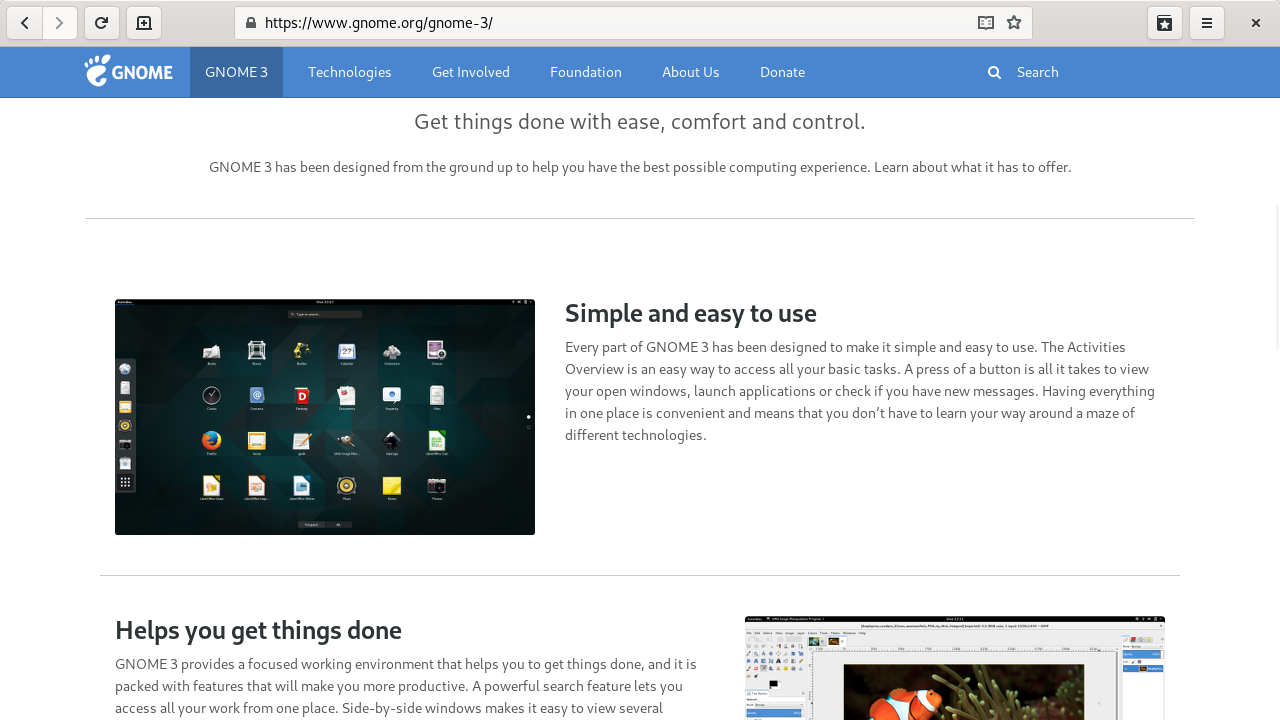 https://www.gnome.org/gnome-3/
GNOME
GNOME 3
Technologies
Get Involved
Foundation
About Us
Donate
Search
Get things done with ease, comfort and control.
GNOME 3 has been designed from the ground up to help you have the best possible computing experience. Learn about what it has to offer.
Type to search...
Simple and easy to use
Every part of GNOME 3 has been designed to make it simple and easy to use. The Activities
Overview is an easy way to access all your basic tasks. A press of a button is all it takes to view
your open windows, launch applications or check if you have new messages. Having everything
in one place is convenient and means that you don’t have to learn your way around a maze of
different technologies.
Helps you get things done
GNOME 3 provides a focused working environment that helps you to get things done, and it is
packed with features that will make you more productive. A powerful search feature lets you
access all your work from one place. Side-by-side windows makes it easy to view several